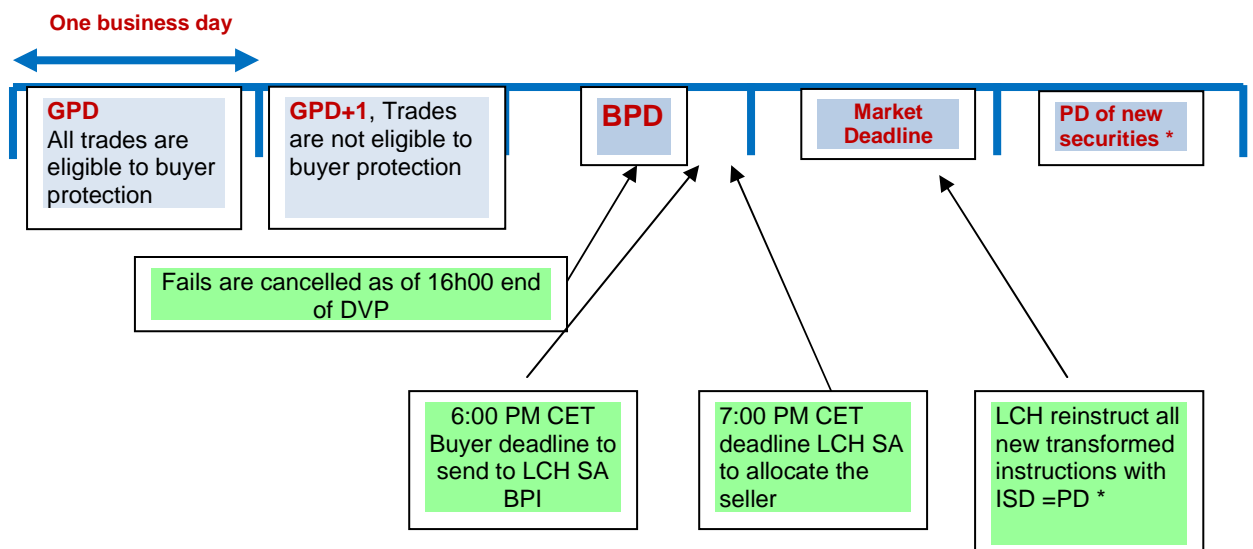 One business day
GPD
All trades are
eligible to buyer
protection
GPD+1, Trades
are not eligible to
buyer protection
BPD
Market
Deadline
PD of new
securities *
Fails are cancelled as of 16h00 end
of DVP
6:00 PM CET
Buyer deadline to
send to LCH SA
BPI
7:00 PM CET
deadline LCH SA
to allocate the
seller
LCH reinstruct all
new transformed
instructions with
ISD =PD *